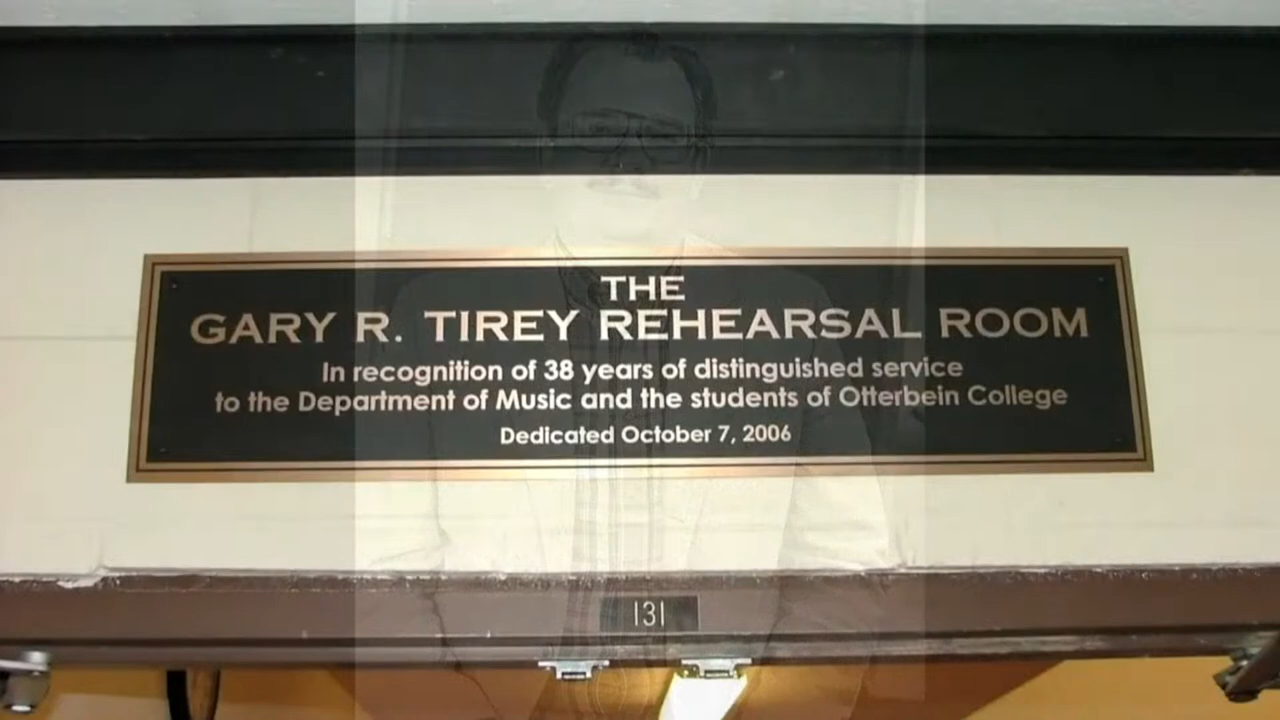 THE
GARY R. TIREY REHEARSAL ROOM
In recognition of 38 years of distinguished service
to the Department of Music and the students of Otterbein College
Dedicated October 7, 2006
131